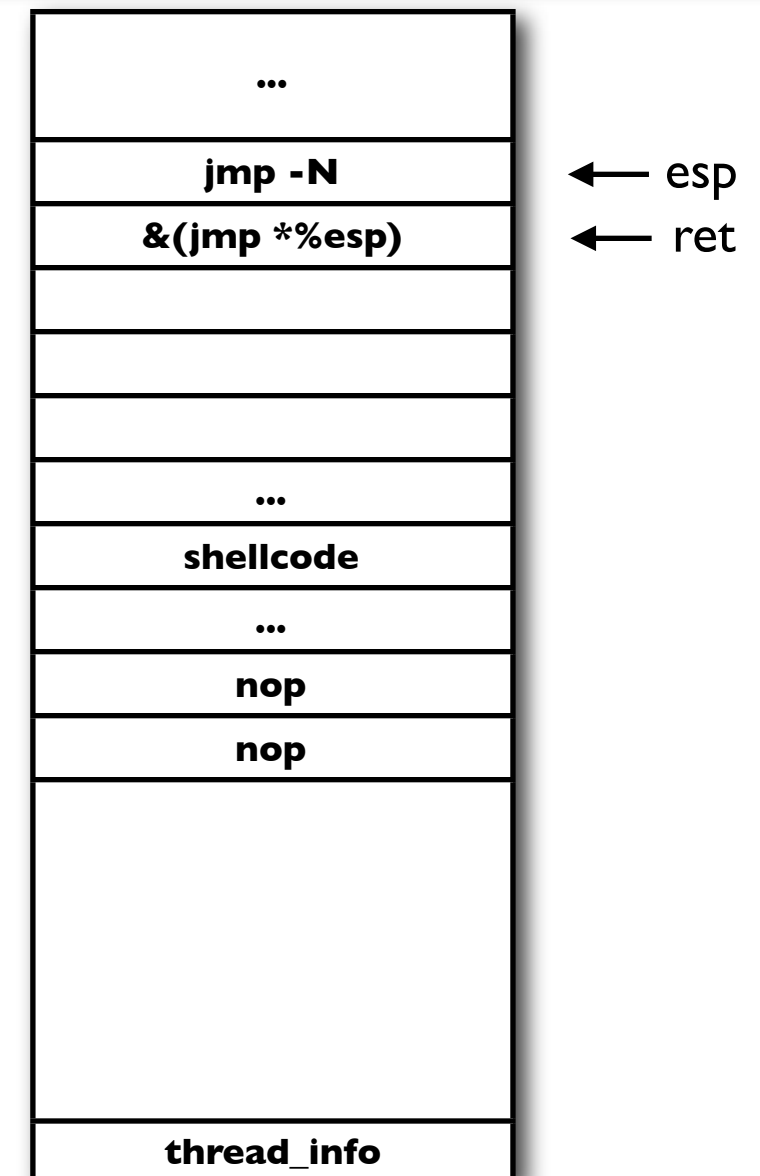 ...
jmp -N
esp
&(jmp *%esp)
ret
...
shellcode
...
nop
nop
thread_info